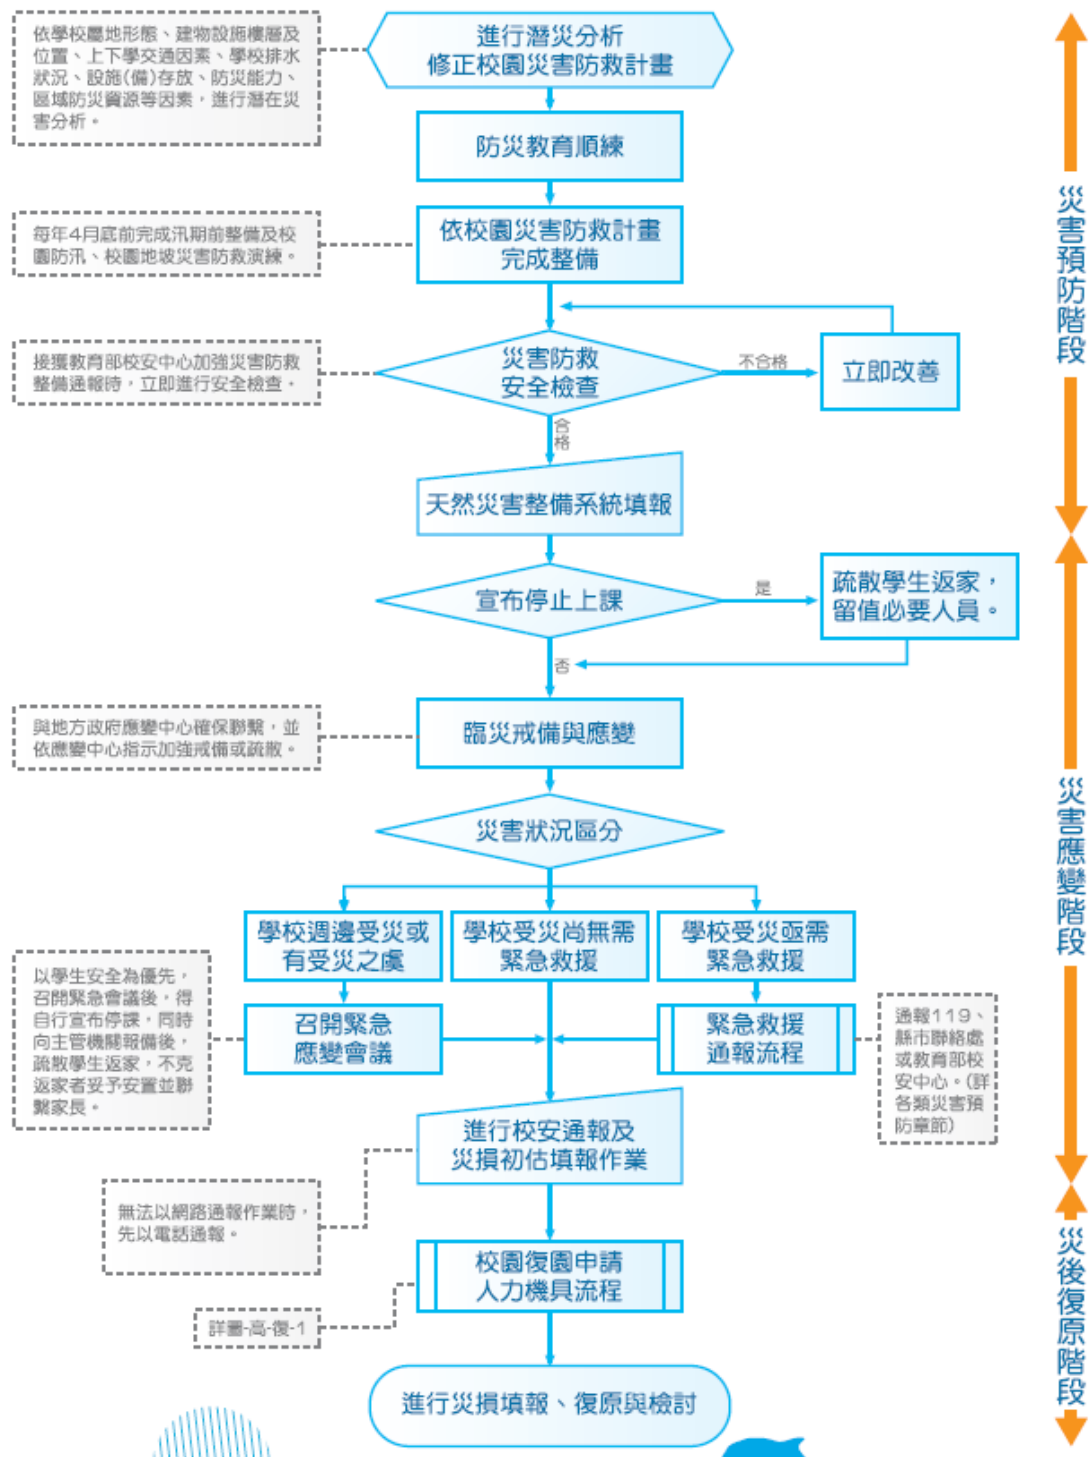 依學校屬地形態、建物設施樓層及
位置、上下學交通因素、學校排水
狀況、設施(備)存放、防災能力、
區域防災資源等因素，進行潛在災
害分析。
進行潛災分析
修正校園災害防救計畫
防災教育順練
每年4月底前完成汛期前整備及校
園防汛、校園地坡災害防救演練。
依校園災害防救計畫
完成整備
接獲教育部校安中心加強災害防救
整備通報時，立即進行安全檢查。
災害防救
安全檢查
不合格
立即改善
合
格
天然災害整備系統填報
災害預防階段
宣布停止上課
是
疏散學生返家，
留值必要人員。
否
與地方政府應變中心確保聯繫，並
依應變中心指示加強戒備或疏散。
臨災戒備與應變
災害狀況區分
學校週邊受災或
有受災之虞
學校受災尚無需
緊急救援
學校受災亟需
緊急救援
以學生安全為優先，
召開緊急會議後，得
自行宣布停課，同時
向主管機關報備後，
疏散學生返家，不克
返家者妥予安置並聯
繫家長。
召開緊急
應變會議
緊急救援
通報流程
通報119、
縣市聯絡處
或教育部校
安中心。(詳
各類災害預
防章節)
災害應變階段
進行校安通報及
災損初估填報作業
無法以網路通報作業時，
先以電話通報。
校園復園申請
人力機具流程
詳圖-高-復-1
進行災損填報、復原與檢討
災後復原階段